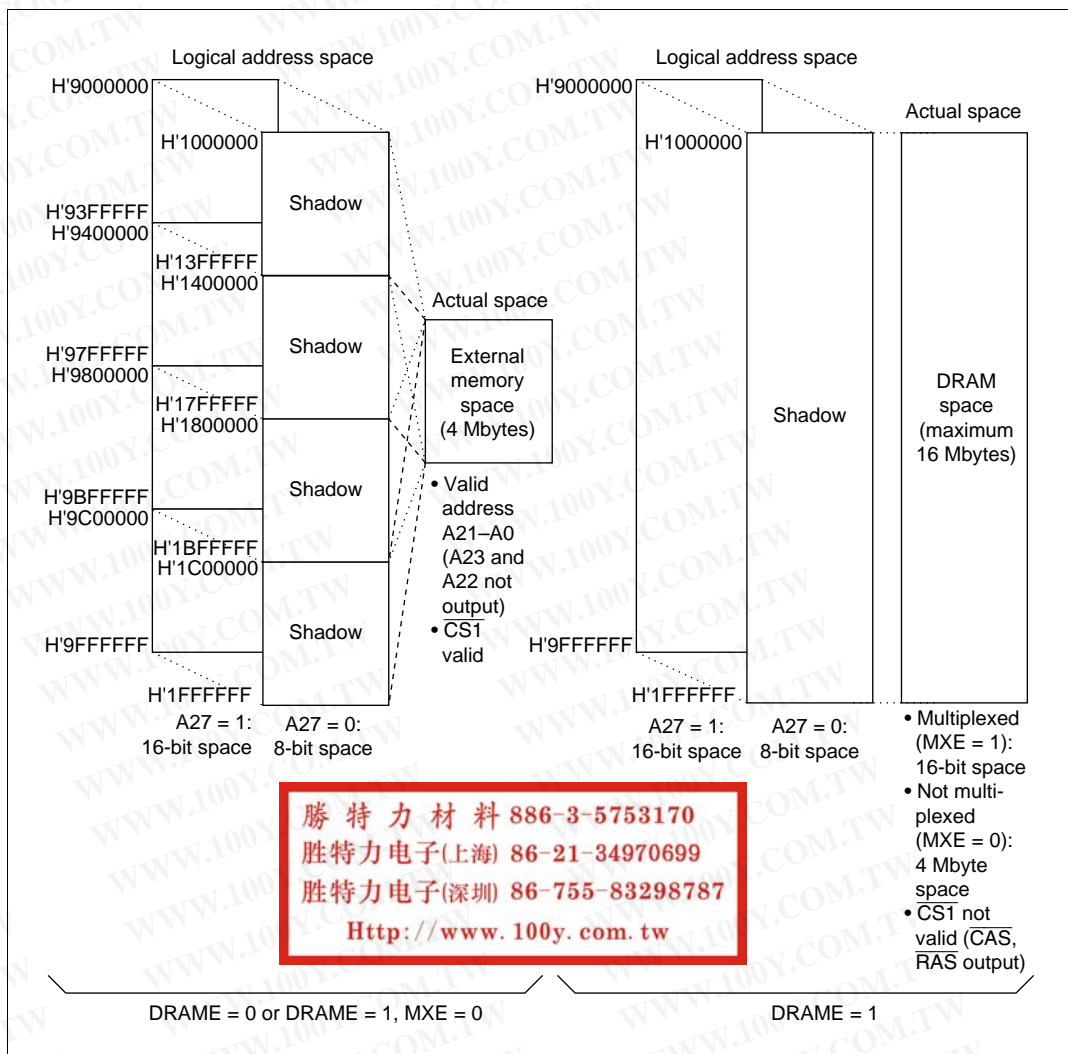 Logical address space
H'9000000
H'1000000
Shadow
H'93FFFFF
H'9400000
H'13FFFFF
H'1400000
Shadow
H'97FFFFF
H'9800000
H'17FFFFF
H'1800000
Shadow
H'9BFFFFF
H'9C00000
H'1BFFFFF
H'1C00000
Shadow
H'9FFFFFF
H'1FFFFFF
A27 = 1:
16-bit space
A27 = 0:
8-bit space
Actual space
External
memory
space
(4 Mbytes)
• Valid
address
A21–A0
(A23 and
A22 not
output)
• CS1
valid
DRAME = 0 or DRAME = 1, MXE = 0
Logical address space
H'9000000
H'1000000
Shadow
H'9FFFFFF
H'1FFFFFF
A27 = 1:
16-bit space
A27 = 0:
8-bit space
Actual space
DRAM
space
(maximum
16 Mbytes)
• Multiplexed
(MXE = 1):
16-bit space
• Not multi-
plexed
(MXE = 0):
4 Mbyte
space
• CS1 not
valid (CAS,
RAS output)
DRAME = 1
勝 特 力 材 料 886-3-5753170
胜特力电子(上海) 86-21-34970699
胜特力电子(深圳) 86-755-83298787
Http://www. 100y. com. tw
WWW.100Y.COM.TW